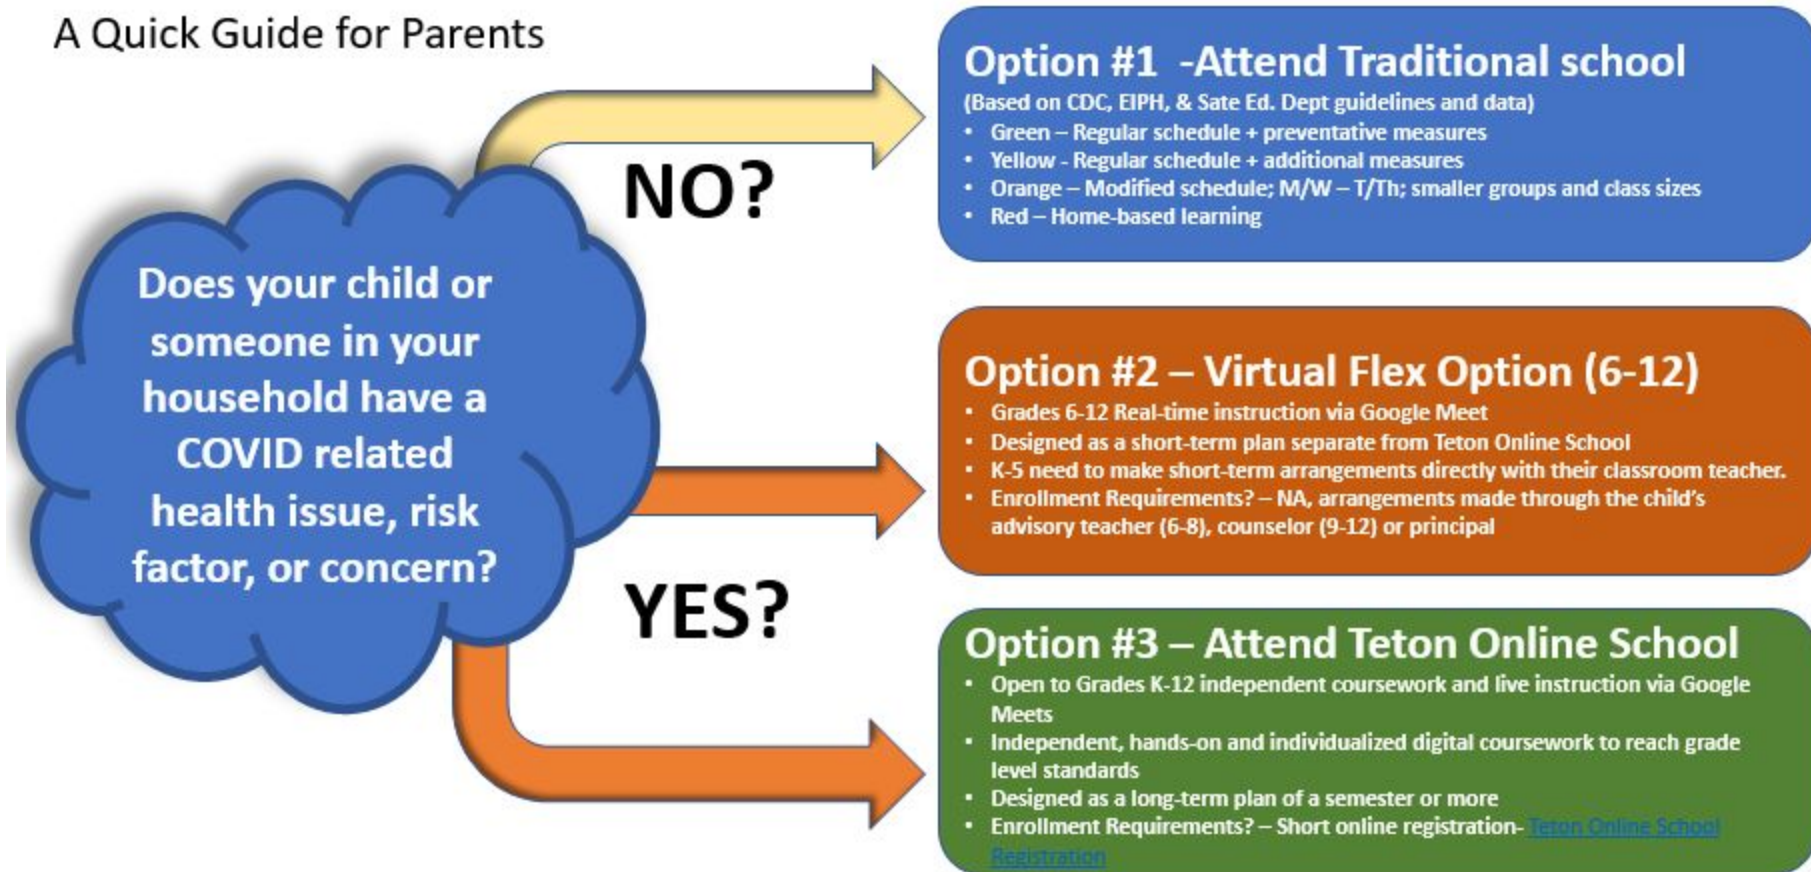 A Quick Guide for Parents
Does your child or
someone in your
household have a
COVID related
health issue, risk
factor, or concern?
NO?
YES?
Option #1  -Attend Traditional school
(Based on CDC, EIPH, & Sate Ed. Dept guidelines and data)
• Green – Regular schedule + preventative measures
• Yellow - Regular schedule + additional measures
• Orange – Modified schedule; M/W – T/Th; smaller groups and class sizes
• Red – Home-based learning
Option #2 – Virtual Flex Option (6-12)
• Grades 6-12 Real-time instruction via Google Meet
• Designed as a short-term plan separate from Teton Online School
• K-5 need to make short-term arrangements directly with their classroom teacher.
• Enrollment Requirements? – NA, arrangements made through the child’s
advisory teacher (6-8), counselor (9-12) or principal
Option #3 – Attend Teton Online School
• Open to Grades K-12 independent coursework and live instruction via Google
Meets
• Independent, hands-on and individualized digital coursework to reach grade
level standards
• Designed as a long-term plan of a semester or more
• Enrollment Requirements? – Short online registration- Teton Online School
Registration